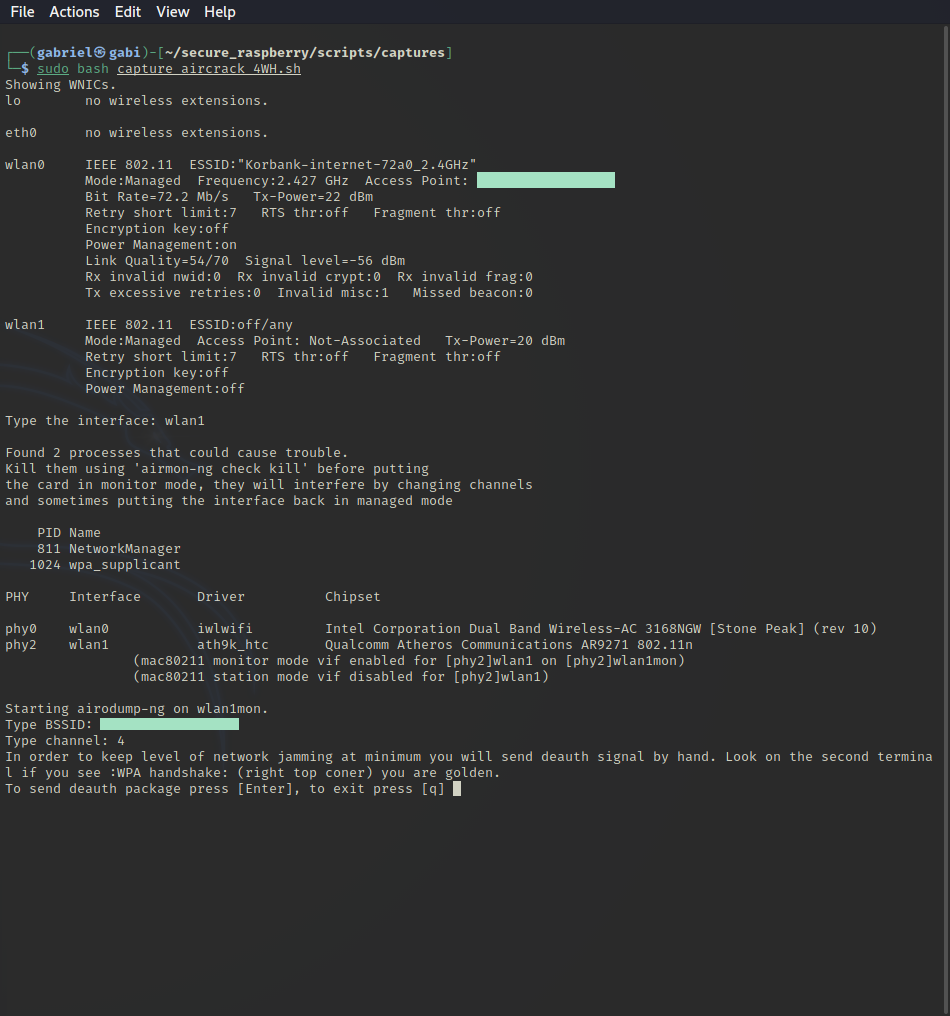 File Actions Edit View Help
┌──(gabriel㉿gabi)-[~/secure_raspberry/scripts/captures]
└─$ sudo bash capture_aircrack_4WH.sh
Showing WNICs.
lo        no wireless extensions.

eth0      no wireless extensions.

wlan0     IEEE 802.11  ESSID:"Korbank-internet-72a0_2.4GHz"
          Mode:Managed  Frequency:2.427 GHz  Access Point:
          Bit Rate=72.2 Mb/s   Tx-Power=22 dBm
          Retry short limit:7   RTS thr:off   Fragment thr:off
          Encryption key:off
          Power Management:on
          Link Quality=54/70  Signal level=-56 dBm
          Rx invalid nwid:0  Rx invalid crypt:0  Rx invalid frag:0
          Tx excessive retries:0  Invalid misc:1   Missed beacon:0

wlan1     IEEE 802.11  ESSID:off/any
          Mode:Managed  Access Point: Not-Associated   Tx-Power=20 dBm
          Retry short limit:7   RTS thr:off   Fragment thr:off
          Encryption key:off
          Power Management:off

Type the interface: wlan1

Found 2 processes that could cause trouble.
Kill them using 'airmon-ng check kill' before putting
the card in monitor mode, they will interfere by changing channels
and sometimes putting the interface back in managed mode

    PID Name
    811 NetworkManager
   1024 wpa_supplicant

PHY     Interface       Driver          Chipset

phy0    wlan0           iwlwifi         Intel Corporation Dual Band Wireless-AC 3168NGW [Stone Peak] (rev 10)
phy2    wlan1           ath9k_htc       Qualcomm Atheros Communications AR9271 802.11n
                (mac80211 monitor mode vif enabled for [phy2]wlan1 on [phy2]wlan1mon)
                (mac80211 station mode vif disabled for [phy2]wlan1)

Starting airodump-ng on wlan1mon.
Type BSSID:
Type channel: 4
In order to keep level of network jamming at minimum you will send deauth signal by hand. Look on the second termina
l if you see :WPA handshake: (right top coner) you are golden.
To send deauth package press [Enter], to exit press [q]